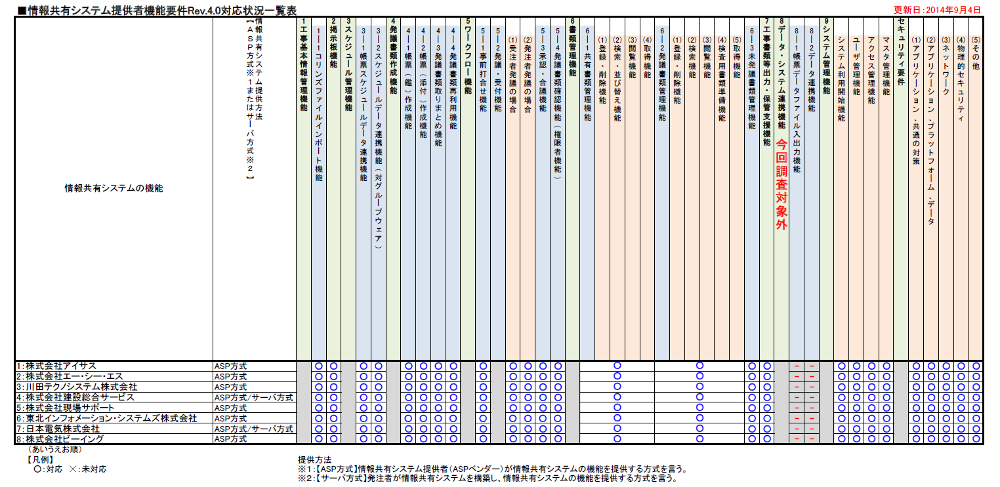 ■情報共有システム提供者機能要件Rev.4.0対応状況一覧表
更新日:2014年9月4日
情報共有システムの機能
情報共有システム提供方法
【ASP方式※1またはサーバ方式※2】
1工事基本情報管理機能
1―1コリンズファイルインポート機能
2掲示板機能
3スケジュール管理機能
3―1帳票スケジュールデータ連携機能
3―2スケジュールデータ連携機能(対グループウェア)
4発議書類作成機能
4―1帳票(鑑)作成機能
4―2帳票(添付)作成機能
4―3発議書類取りまとめ機能
4―4発議書類再利用機能
5ワークフロー機能
5―1事前打合せ機能
5―2発議・受付機能
(1)受注者発議の場合
(2)発注者発議の場合
5―3承認・合議機能
5―4発議書類確認機能(権限者機能)
6書類管理機能
6―1共有書類管理機能
(1)登録・削除機能
(2)検索・並び替え機能
(3)閲覧機能
(4)取得機能
6―2発議書類管理機能
(1)登録・削除機能
(2)検索機能
(3)閲覧機能
(4)検査用書類準備機能
(5)取得機能
6―3未発議書類管理機能
7工事書類等出力・保管支援機能
8データ・システム連携機能 今回調査対象外
8―1帳票データファイル入出力機能
8―2データ連携機能
9システム管理機能
システム利用開始機能
ユーザ管理機能
アクセス管理機能
マスタ管理機能
セキュリティ要件
(1)アプリケーション、共通の対策
(2)アプリケーション、プラットフォーム、データ
(3)ネットワーク
(4)物理的セキュリティ
(5)その他
1:株式会社アイサス ASP方式 ○ ○ ○ ○ ○ ○ ○ ○ ○ ○ ○ ○ ○ ○ ○ ○ ○ - - ○ ○ ○ ○ ○ ○ ○ ○ ○
2:株式会社エー・シー・エス ASP方式 ○ ○ ○ ○ ○ ○ ○ ○ ○ ○ ○ ○ ○ ○ ○ ○ ○ - - ○ ○ ○ ○ ○ ○ ○ ○ ○
3:川田テクノシステム株式会社 ASP方式 ○ ○ ○ ○ ○ ○ ○ ○ ○ ○ ○ ○ ○ ○ ○ ○ ○ - - ○ ○ ○ ○ ○ ○ ○ ○ ○
4:株式会社建設総合サービス ASP方式/サーバ方式 ○ ○ ○ ○ ○ ○ ○ ○ ○ ○ ○ ○ ○ ○ ○ ○ ○ - - ○ ○ ○ ○ ○ ○ ○ ○ ○
5:株式会社現場サポート ASP方式 ○ ○ ○ ○ ○ ○ ○ ○ ○ ○ ○ ○ ○ ○ ○ ○ ○ - - ○ ○ ○ ○ ○ ○ ○ ○ ○
6:東北インフォメーション・システムズ株式会社 ASP方式 ○ ○ ○ ○ ○ ○ ○ ○ ○ ○ ○ ○ ○ ○ ○ ○ ○ - - ○ ○ ○ ○ ○ ○ ○ ○ ○
7:日本電気株式会社 ASP方式/サーバ方式 ○ ○ ○ ○ ○ ○ ○ ○ ○ ○ ○ ○ ○ ○ ○ ○ ○ - - ○ ○ ○ ○ ○ ○ ○ ○ ○
8:株式会社ビーイング ASP方式 ○ ○ ○ ○ ○ ○ ○ ○ ○ ○ ○ ○ ○ ○ ○ ○ ○ - - ○ ○ ○ ○ ○ ○ ○ ○ ○
(あいうえお順)
【凡例】
○:対応 ×:未対応
提供方法
※1:【ASP方式】情報共有システム提供者(ASPベンダー)が情報共有システムの機能を提供する方式を言う。
※2:【サーバ方式】発注者が情報共有システムを構築し、情報共有システムの機能を提供する方式を言う。